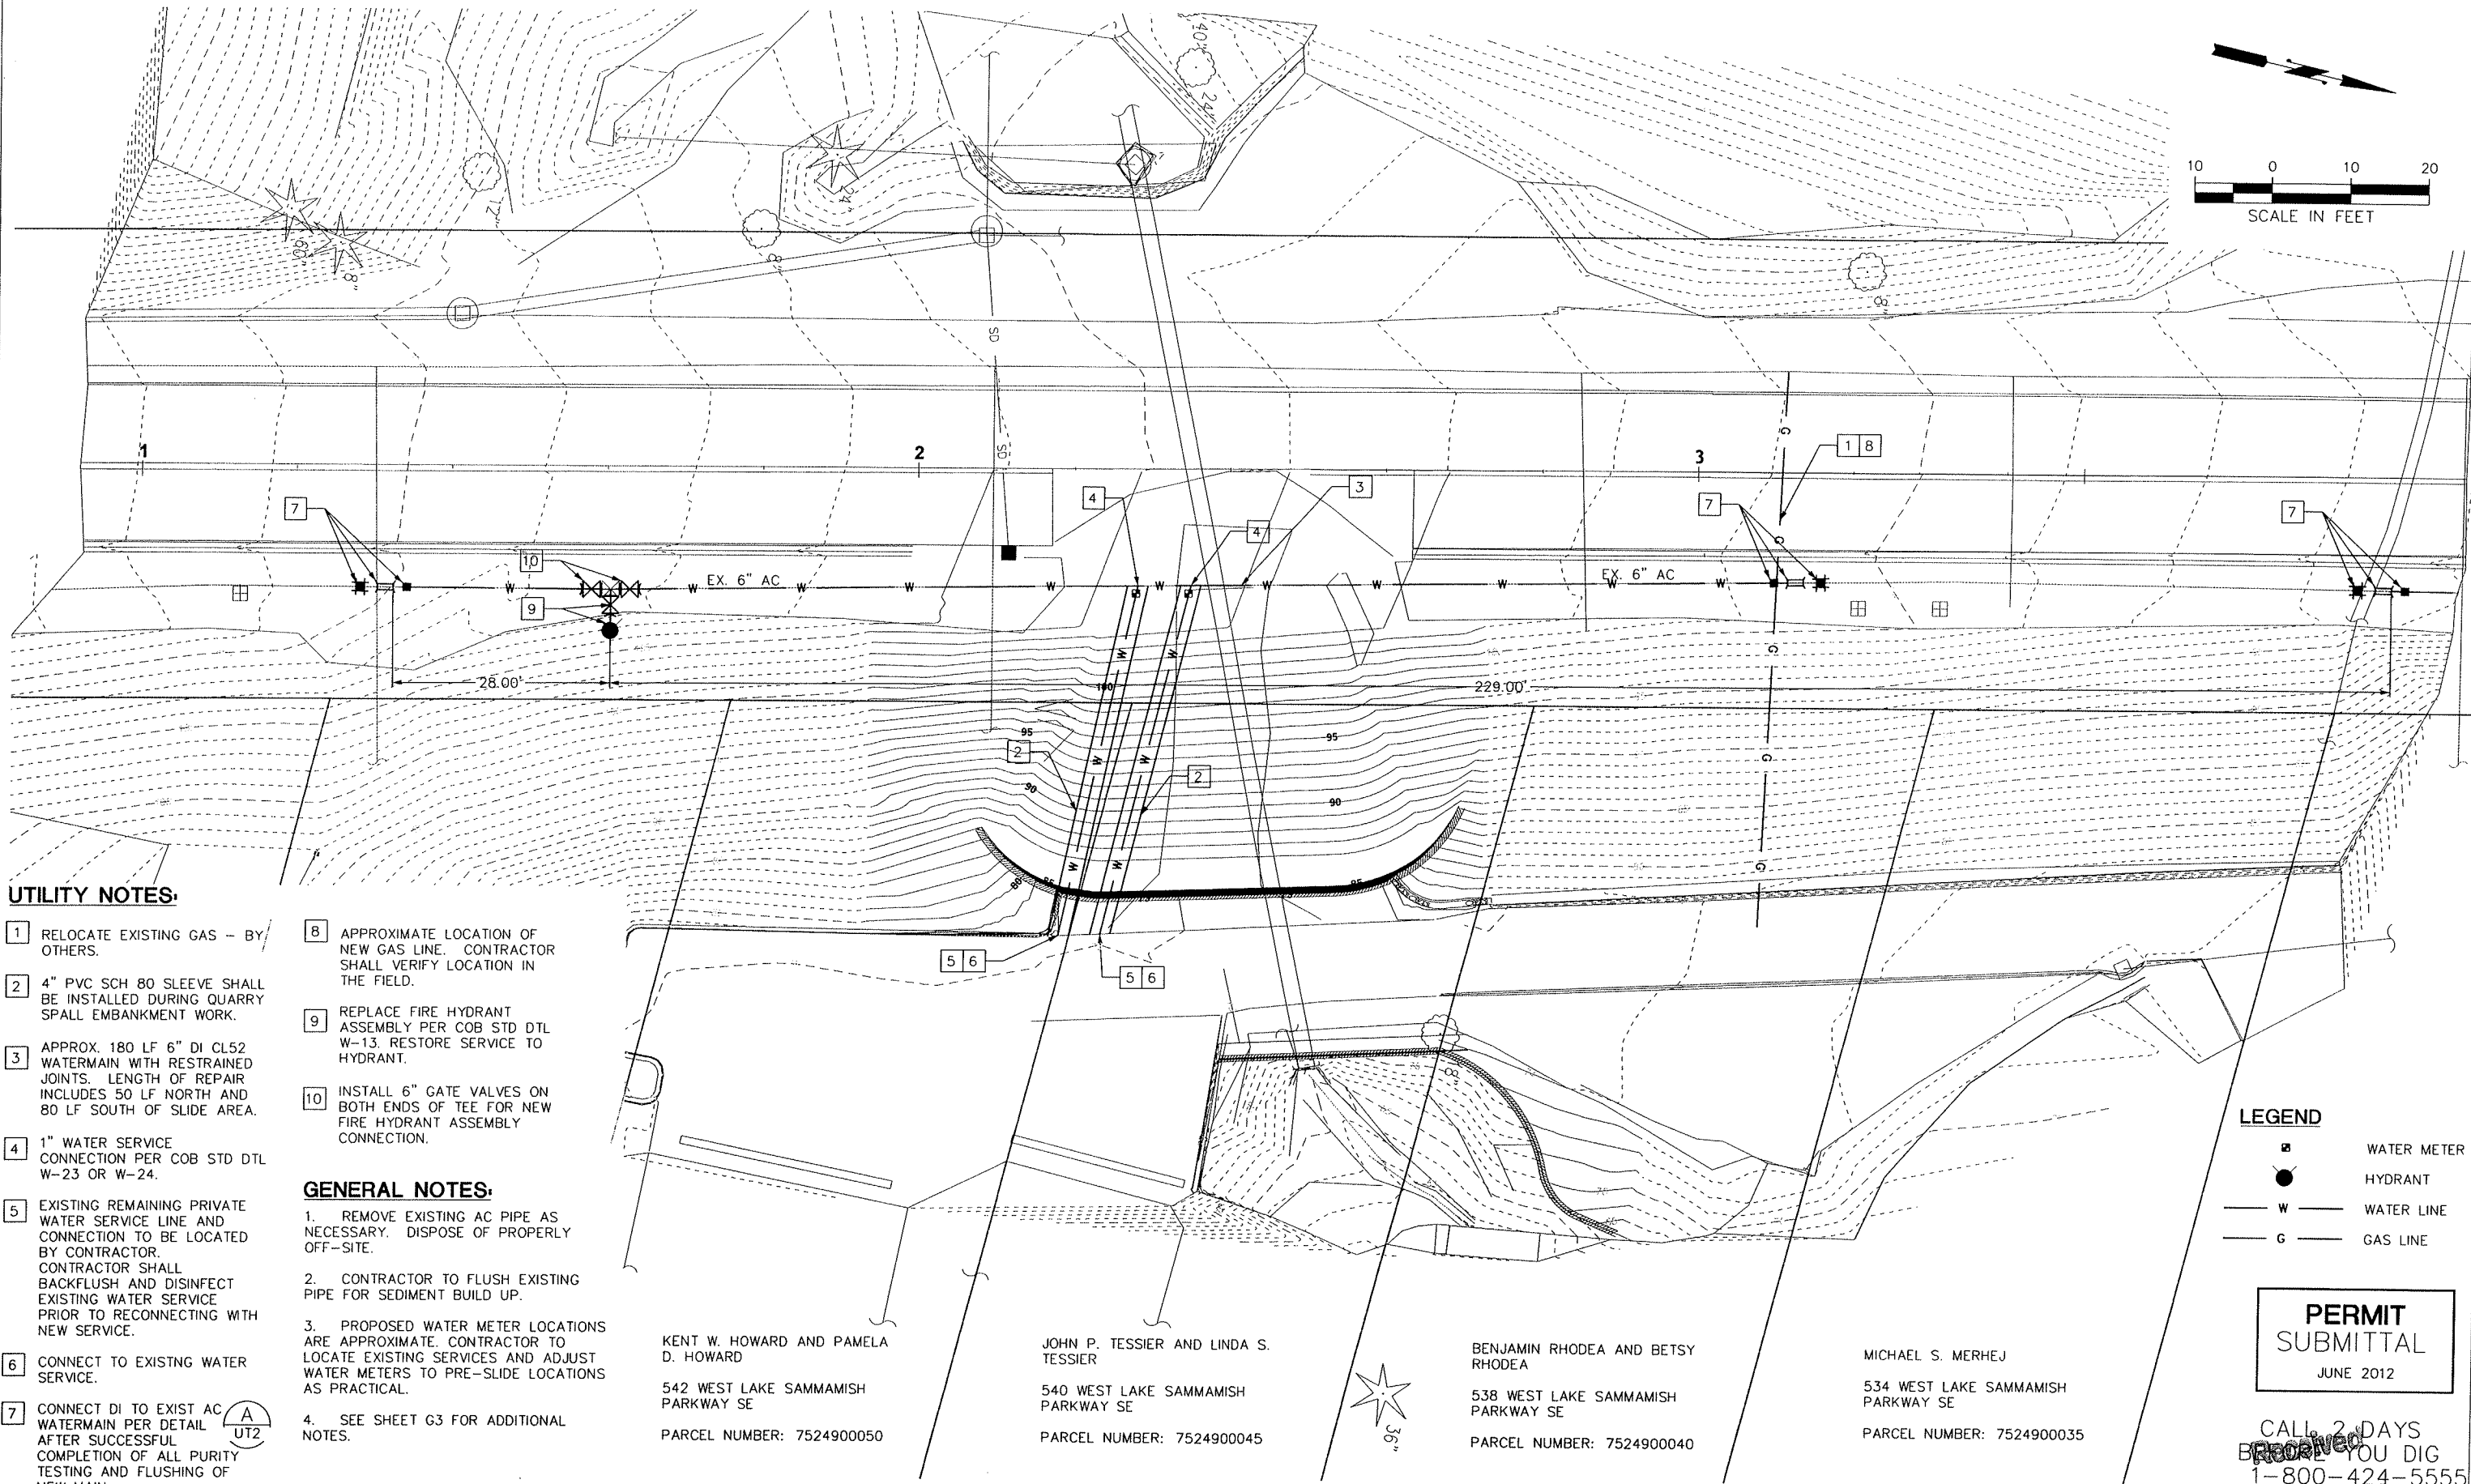 40"
24"
10 0 10 20
SCALE IN FEET
12"
24"
60"
8"
8"
8"
SD
G
SD
1
2
3
1 8
7
4
3
7
7
4
10
EX. 6" AC
EX. 6" AC
W W W W W W W W W W W
G
9
W W
G
28.00'
100
229.00'
95
95
2
W W
G
2
90
90
W W
G
80
85
85
5 6
5 6
8"
UTILITY NOTES:
1 RELOCATE EXISTING GAS – BY
OTHERS.
2 4" PVC SCH 80 SLEEVE SHALL
BE INSTALLED DURING QUARRY
SPALL EMBANKMENT WORK.
3 APPROX. 180 LF 6" DI CL52
WATERMAIN WITH RESTRAINED
JOINTS. LENGTH OF REPAIR
INCLUDES 50 LF NORTH AND
80 LF SOUTH OF SLIDE AREA.
4 1" WATER SERVICE
CONNECTION PER COB STD DTL
W-23 OR W-24.
5 EXISTING REMAINING PRIVATE
WATER SERVICE LINE AND
CONNECTION TO BE LOCATED
BY CONTRACTOR.
CONTRACTOR SHALL
BACKFLUSH AND DISINFECT
EXISTING WATER SERVICE
PRIOR TO RECONNECTING WITH
NEW SERVICE.
6 CONNECT TO EXISTNG WATER
SERVICE.
7 CONNECT DI TO EXIST AC
WATERMAIN PER DETAIL
AFTER SUCCESSFUL
COMPLETION OF ALL PURITY
TESTING AND FLUSHING OF
NEW MAIN
A
UT2
8 APPROXIMATE LOCATION OF
NEW GAS LINE. CONTRACTOR
SHALL VERIFY LOCATION IN
THE FIELD.
9 REPLACE FIRE HYDRANT
ASSEMBLY PER COB STD DTL
W-13. RESTORE SERVICE TO
HYDRANT.
10 INSTALL 6" GATE VALVES ON
BOTH ENDS OF TEE FOR NEW
FIRE HYDRANT ASSEMBLY
CONNECTION.
GENERAL NOTES:
1. REMOVE EXISTING AC PIPE AS
NECESSARY. DISPOSE OF PROPERLY
OFF-SITE.
2. CONTRACTOR TO FLUSH EXISTING
PIPE FOR SEDIMENT BUILD UP.
3. PROPOSED WATER METER LOCATIONS
ARE APPROXIMATE. CONTRACTOR TO
LOCATE EXISTING SERVICES AND ADJUST
WATER METERS TO PRE-SLIDE LOCATIONS
AS PRACTICAL.
4. SEE SHEET G3 FOR ADDITIONAL
NOTES.
KENT W. HOWARD AND PAMELA
D. HOWARD
542 WEST LAKE SAMMAMISH
PARKWAY SE
PARCEL NUMBER: 7524900050
JOHN P. TESSIER AND LINDA S.
TESSIER
540 WEST LAKE SAMMAMISH
PARKWAY SE
PARCEL NUMBER: 7524900045
36"
BENJAMIN RHODEA AND BETSY
RHODEA
538 WEST LAKE SAMMAMISH
PARKWAY SE
PARCEL NUMBER: 7524900040
MICHAEL S. MERHEJ
534 WEST LAKE SAMMAMISH
PARKWAY SE
PARCEL NUMBER: 7524900035
LEGEND
WATER METER
HYDRANT
W WATER LINE
G GAS LINE
PERMIT
SUBMITTAL
JUNE 2012
CALL 2 DAYS
BEFORE YOU DIG
1-800-424-5555
Received